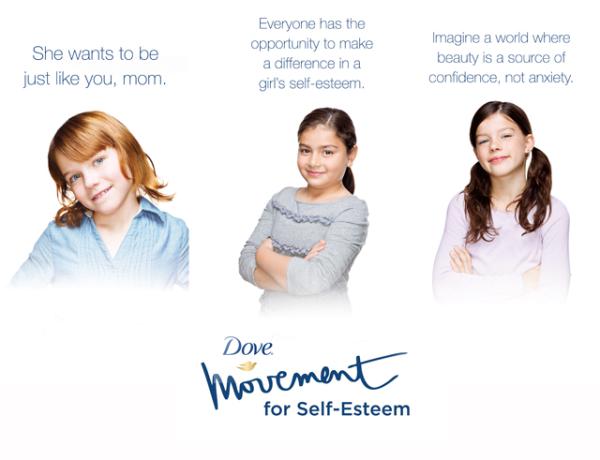 She wants to be
just like you, mom.
Everyone has the
opportunity to make
a difference in a
girl's self-esteem.
Imagine a world where
beauty is a source of
confidence, not anxiety.
Dove
movement
for Self-Esteem